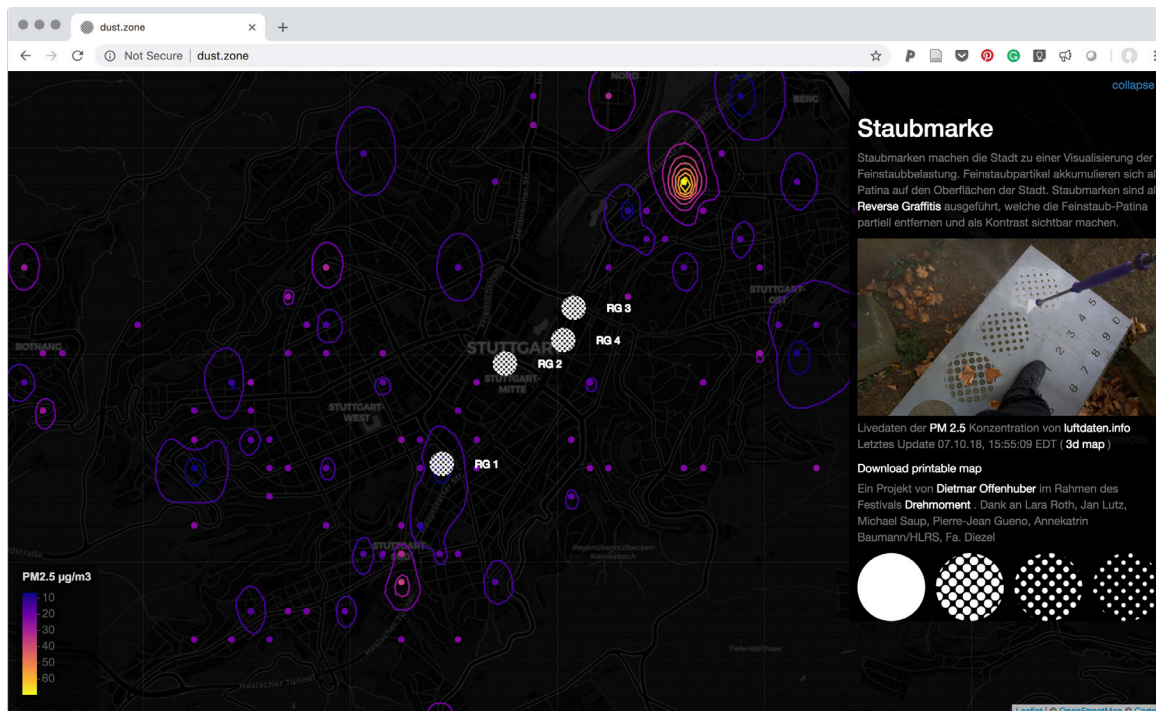 dust.zone
Not Secure | dust.zone
collapse
NORD
BERG
Staubmarke
Staubmarken machen die Stadt zu einer Visualisierung der
Feinstaubbelastung. Feinstaubpartikel akkumulieren sich al
Patina auf den Oberflächen der Stadt. Staubmarken sind al
Reverse Graffitis ausgeführt, welche die Feinstaub-Patina
partiell entfernen und als Kontrast sichtbar machen.
Heilbronner Str
STUTTGART-
OST
RG 3
RG 4
BOTNANG
STUTTGART
RG 2
STUTTGART-
MITTE
STUTTGART-
WEST
RG 1
Livedaten der PM 2.5 Konzentration von luftdaten.info
Letztes Update 07.10.18, 15:55:09 EDT ( 3d map )
Download printable map
Ein Projekt von Dietmar Offenhuber im Rahmen des
Festivals Drehmoment . Dank an Lara Roth, Jan Lutz,
Michael Saup, Pierre-Jean Gueno, Annekatrin
Baumann/HLRS, Fa. Diezel
STUTTGART-
SÜD
PM2.5 µg/m3
10
20
30
40
50
60
Heslacher Tunnel
Leaflet | © OpenStreetMap © Carto